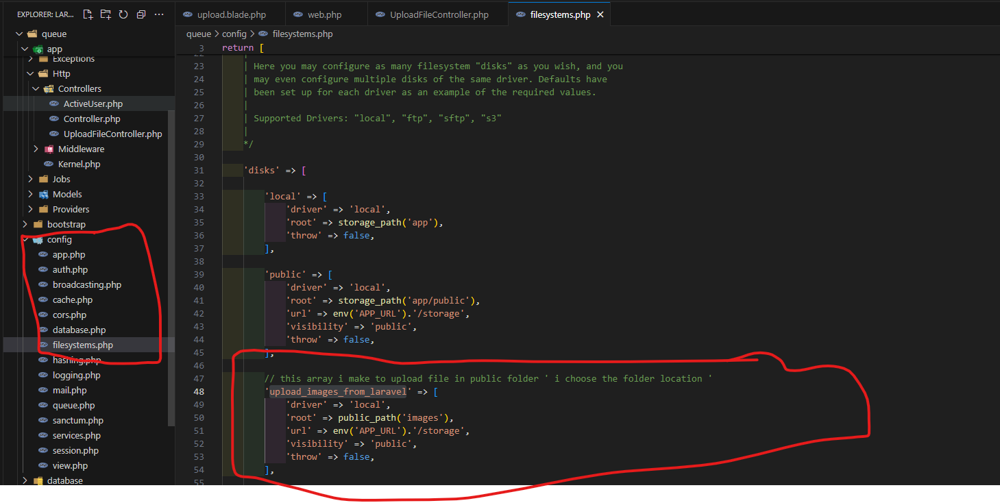 EXPLORER: LAR... ...
queue
app
Exceptions
Http
Controllers
ActiveUser.php
Controller.php
UploadFileController.php
Middleware
Kernel.php
Jobs
Models
Providers
bootstrap
config
app.php
auth.php
broadcasting.php
cache.php
cors.php
database.php
filesystems.php
hashing.php
logging.php
mail.php
queue.php
sanctum.php
services.php
session.php
view.php
database
upload.blade.php web.php UploadFileController.php filesystems.php
queue > config > filesystems.php
3 return [
22 |
23 | Here you may configure as many filesystem "disks" as you wish, and you
24 | may even configure multiple disks of the same driver. Defaults have
25 | been set up for each driver as an example of the required values.
26 |
27 | Supported Drivers: "local", "ftp", "sftp", "s3"
28 |
29 */
30
31 'disks' => [
32
33 'local' => [
34 'driver' => 'local',
35 'root' => storage_path('app'),
36 'throw' => false,
37 ],
38
39 'public' => [
40 'driver' => 'local',
41 'root' => storage_path('app/public'),
42 'url' => env('APP_URL').'/storage',
43 'visibility' => 'public',
44 'throw' => false,
45 ],
46
47 // this array i make to upload file in public folder ' i choose the folder location '
48 'upload_images_from_laravel' => [
49 'driver' => 'local',
50 'root' => public_path('images'),
51 'url' => env('APP_URL').'/storage',
52 'visibility' => 'public',
53 'throw' => false,
54 ],
55